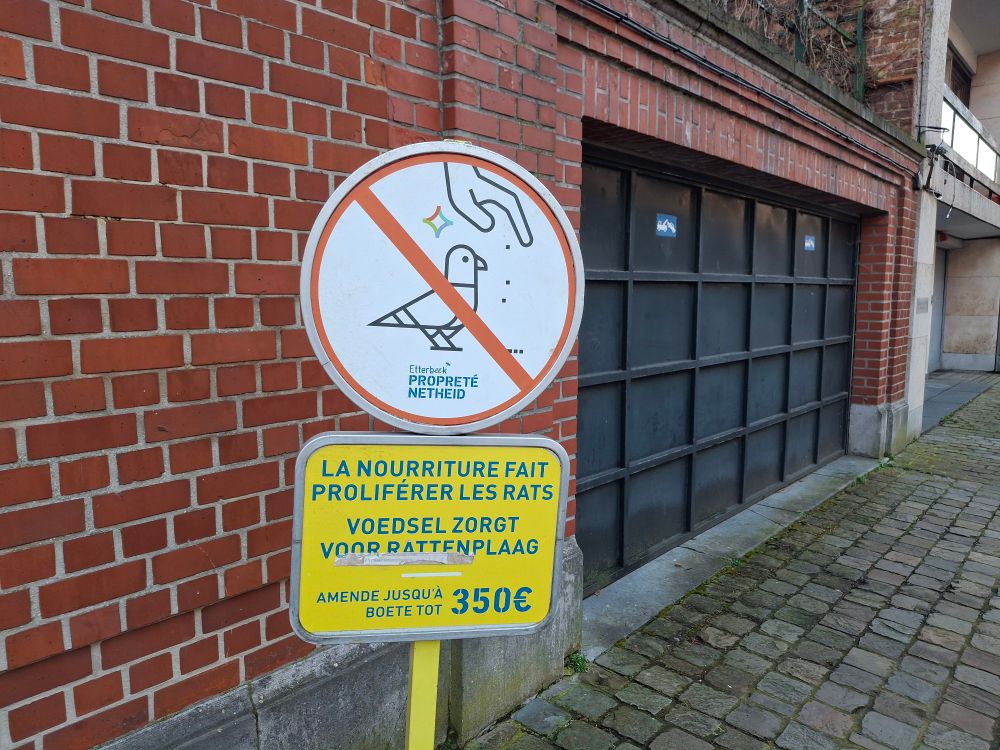 Etterbeek
PROPRETÉ
NETHEID
LA NOURRITURE FAIT
PROLIFÉRER LES RATS
VOEDSEL ZORGT
VOOR RATTENPLAAG
AMENDE JUSQU'À
BOETE TOT 350€